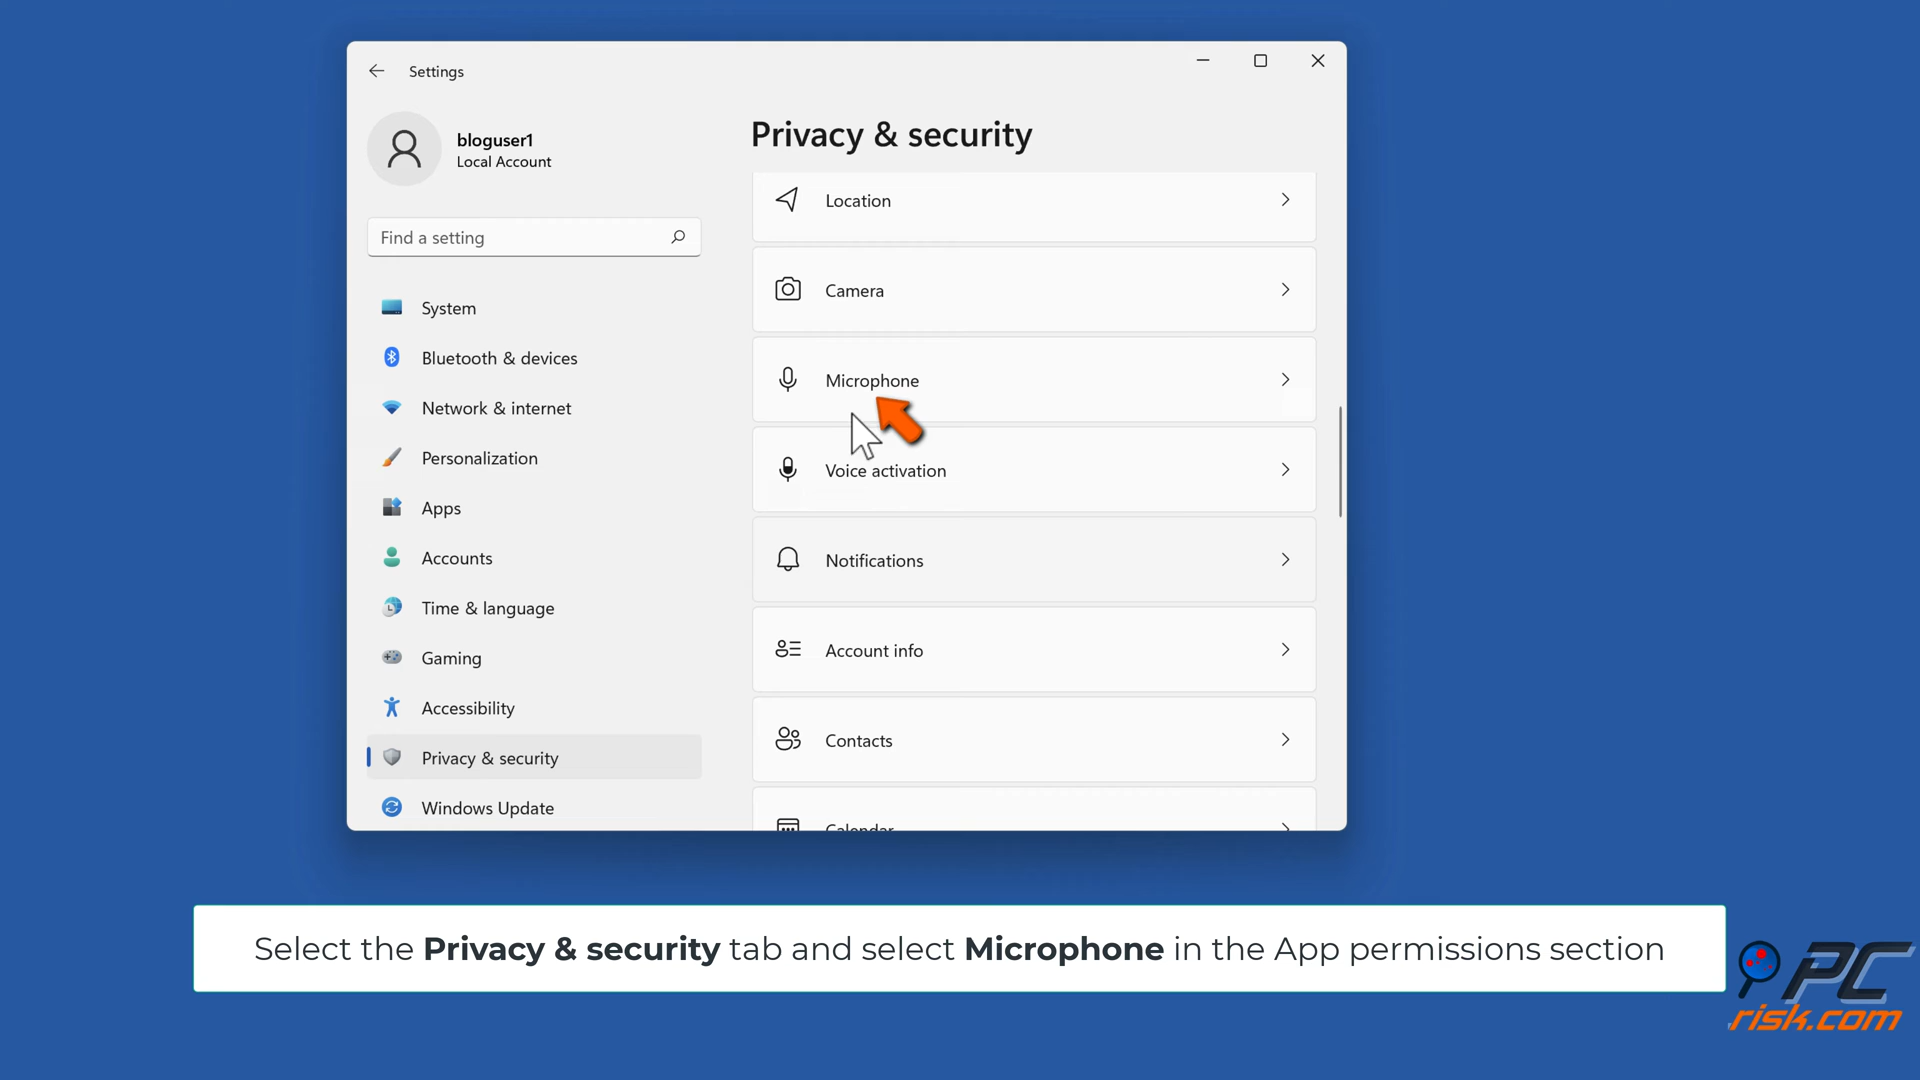 Settings
bloguser1
Local Account
Find a setting
System
Bluetooth & devices
Network & internet
Personalization
Apps
Accounts
Time & language
Gaming
Accessibility
Privacy & security
Windows Update
Privacy & security
Location
Camera
Microphone
Voice activation
Notifications
Account info
Contacts
Calendar
Select the Privacy & security tab and select Microphone in the App permissions section
PC
risk.com